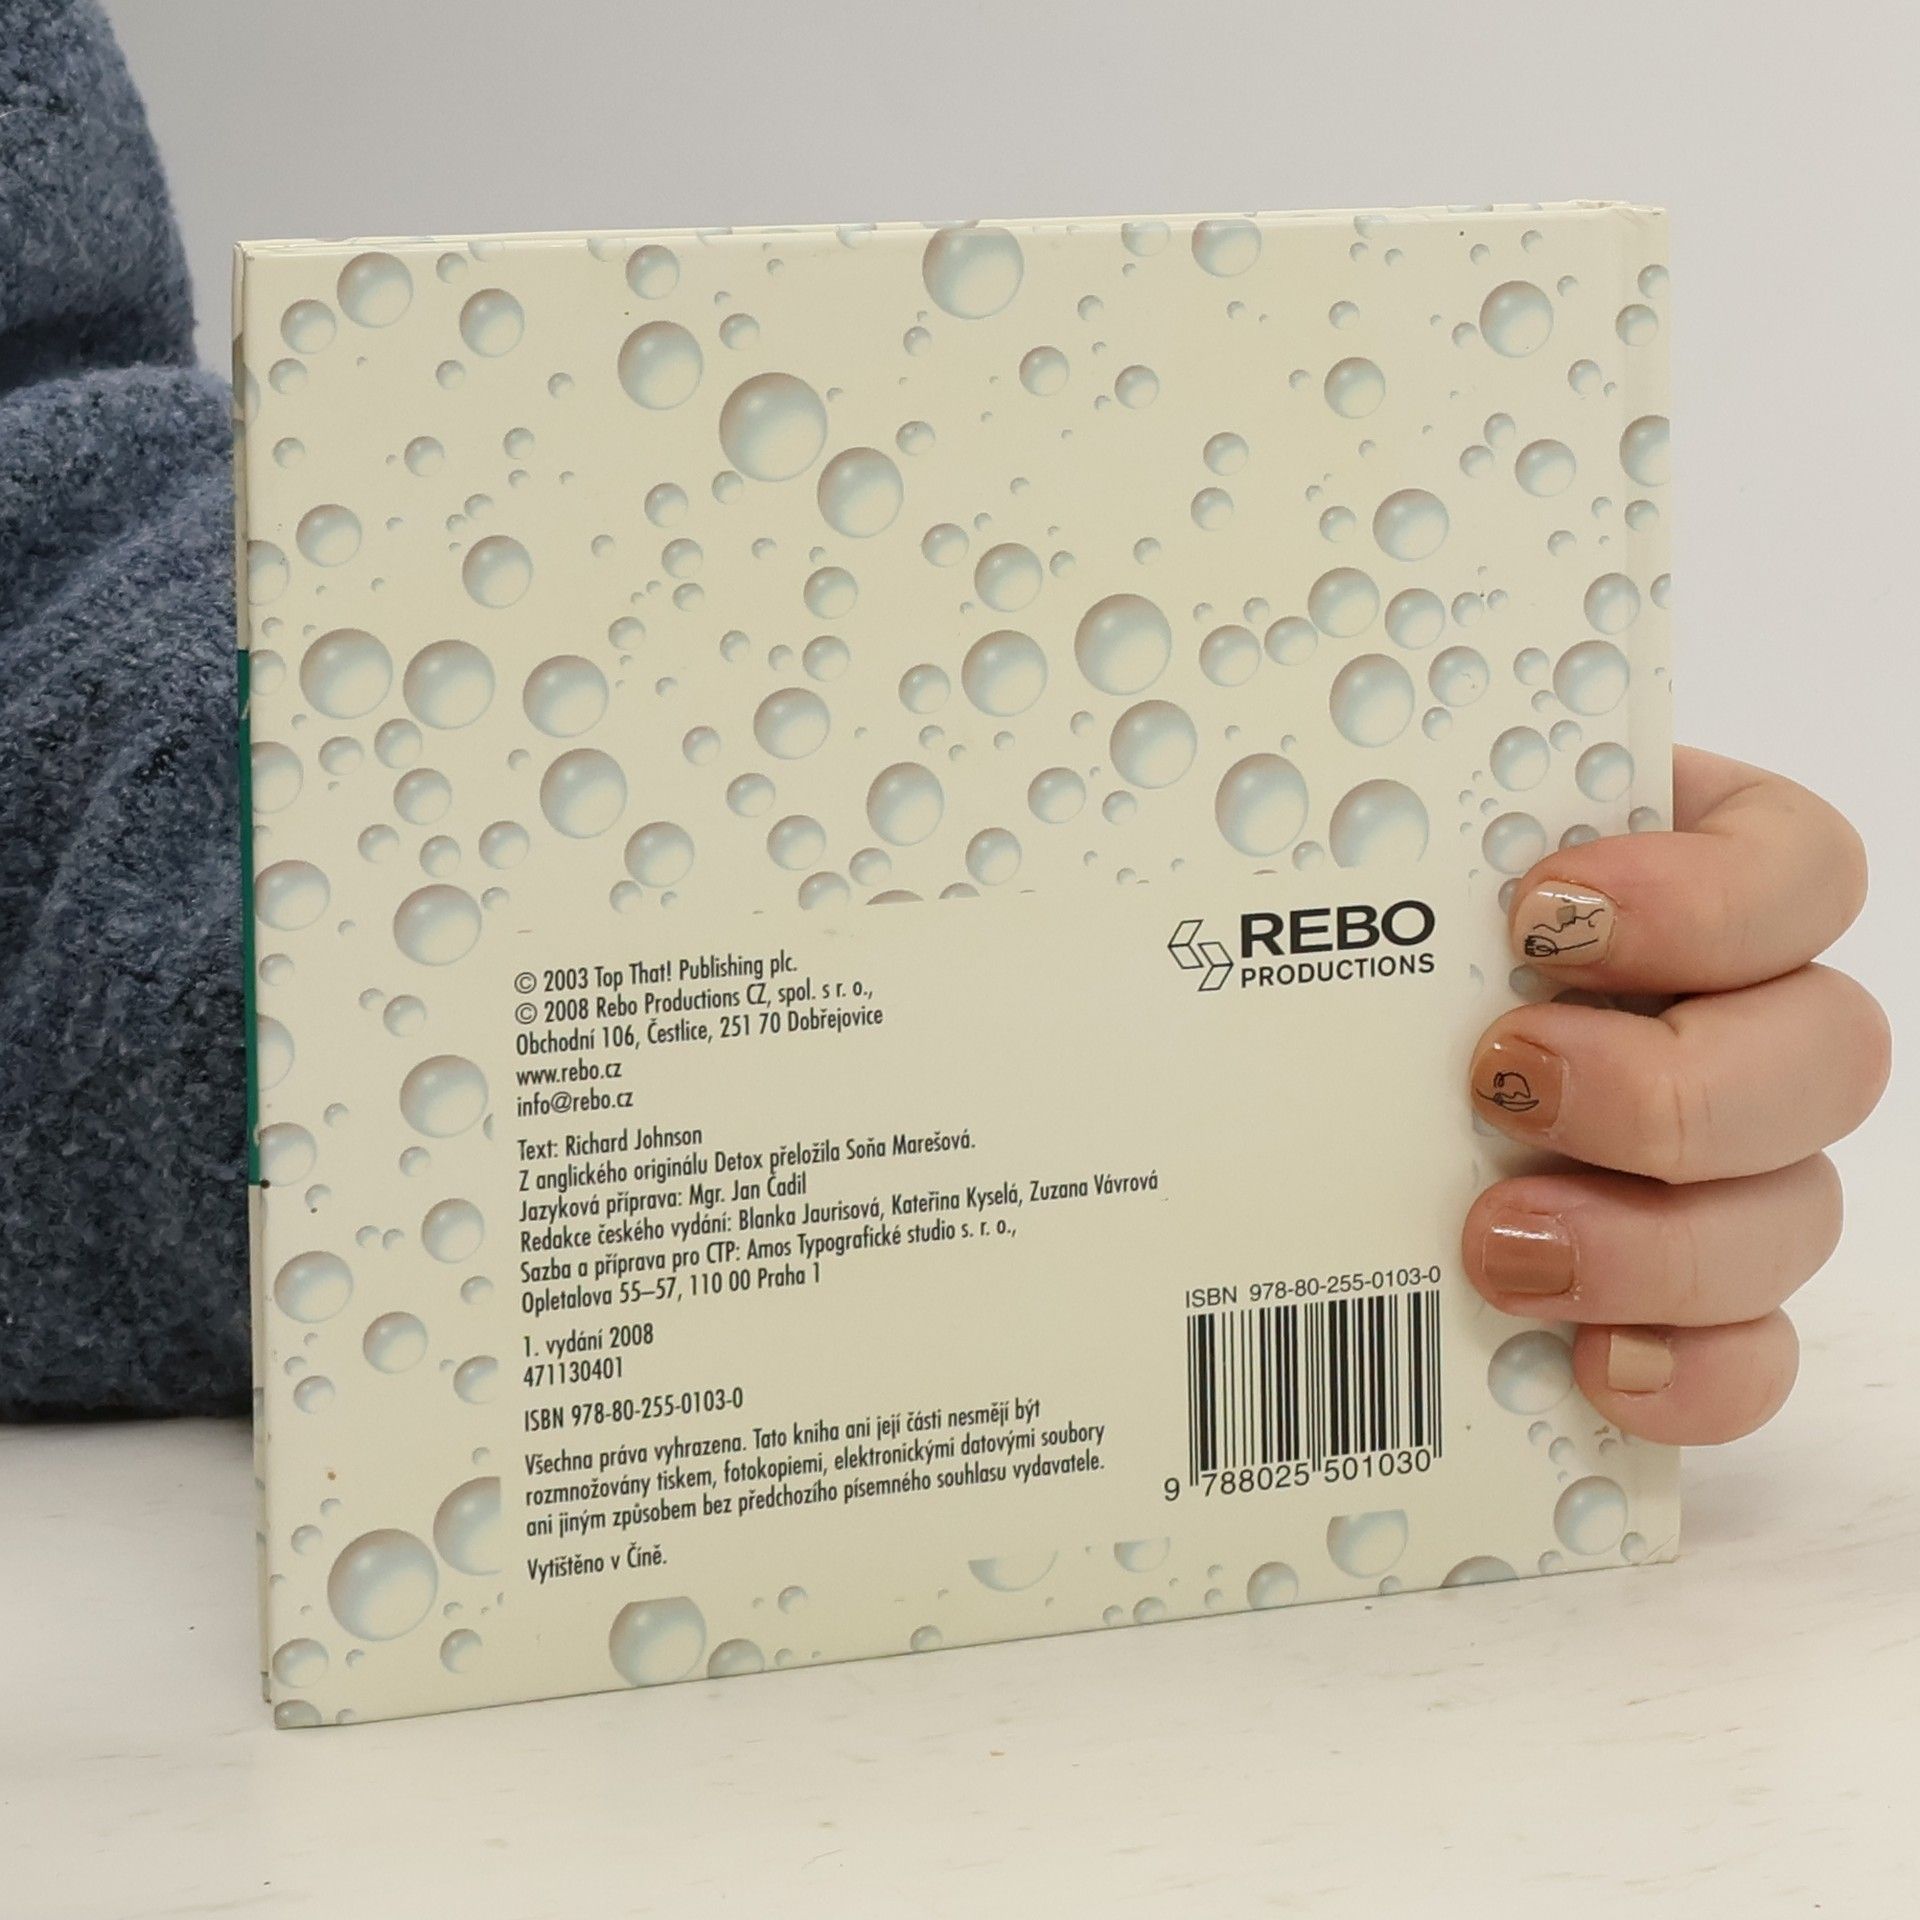 REBO
PRODUCTIONS
© 2003 Top That! Publishing plc.
© 2008 Rebo Productions CZ, spol. s r. o.,
Obchodní 106, Čestlice, 251 70 Dobřejovice
www.rebo.cz
info@rebo.cz
Text: Richard Johnson
Z anglického originálu Detox přeložila Soňa Marešová.
Jazyková příprava: Mgr. Jan Čadil
Redakce českého vydání: Blanka Jaurisová, Kateřina Kyselá, Zuzana Vávrová
Sazba a příprava pro CTP: Amos Typografické studio s. r. o.,
Opletalova 55–57, 110 00 Praha 1
1. vydání 2008
471130401
ISBN 978-80-255-0103-0
Všechna práva vyhrazena. Tato kniha ani její části nesmějí být
rozmnožovány tiskem, fotokopiemi, elektronickými datovými soubory
ani jiným způsobem bez předchozího písemného souhlasu vydavatele.
Vytištěno v Číně.
ISBN 978-80-255-0103-0
9 788025 501030